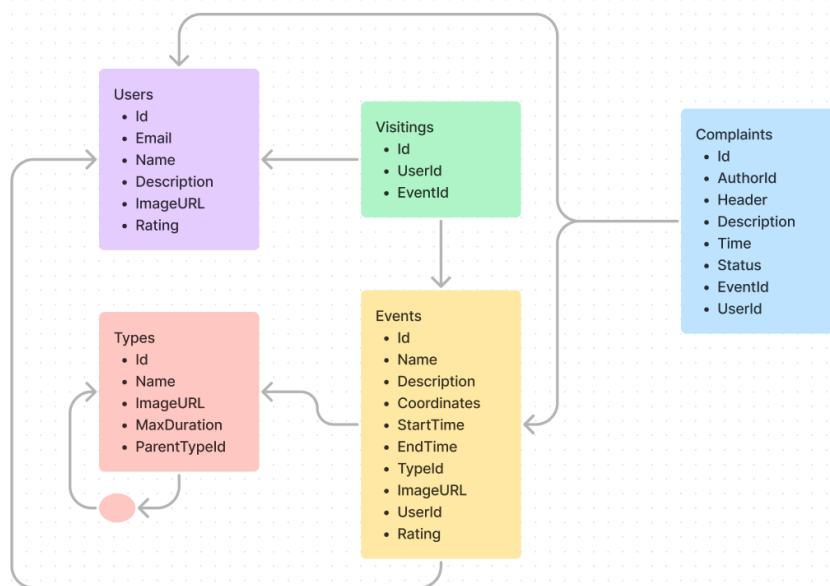 Users
• Id
• Email
• Name
• Description
• ImageURL
• Rating
Visitings
• Id
• UserId
• EventId
Complaints
• Id
• AuthorId
• Header
• Description
• Time
• Status
• EventId
• UserId
Types
• Id
• Name
• ImageURL
• MaxDuration
• ParentTypeId
Events
• Id
• Name
• Description
• Coordinates
• StartTime
• EndTime
• TypeId
• ImageURL
• UserId
• Rating